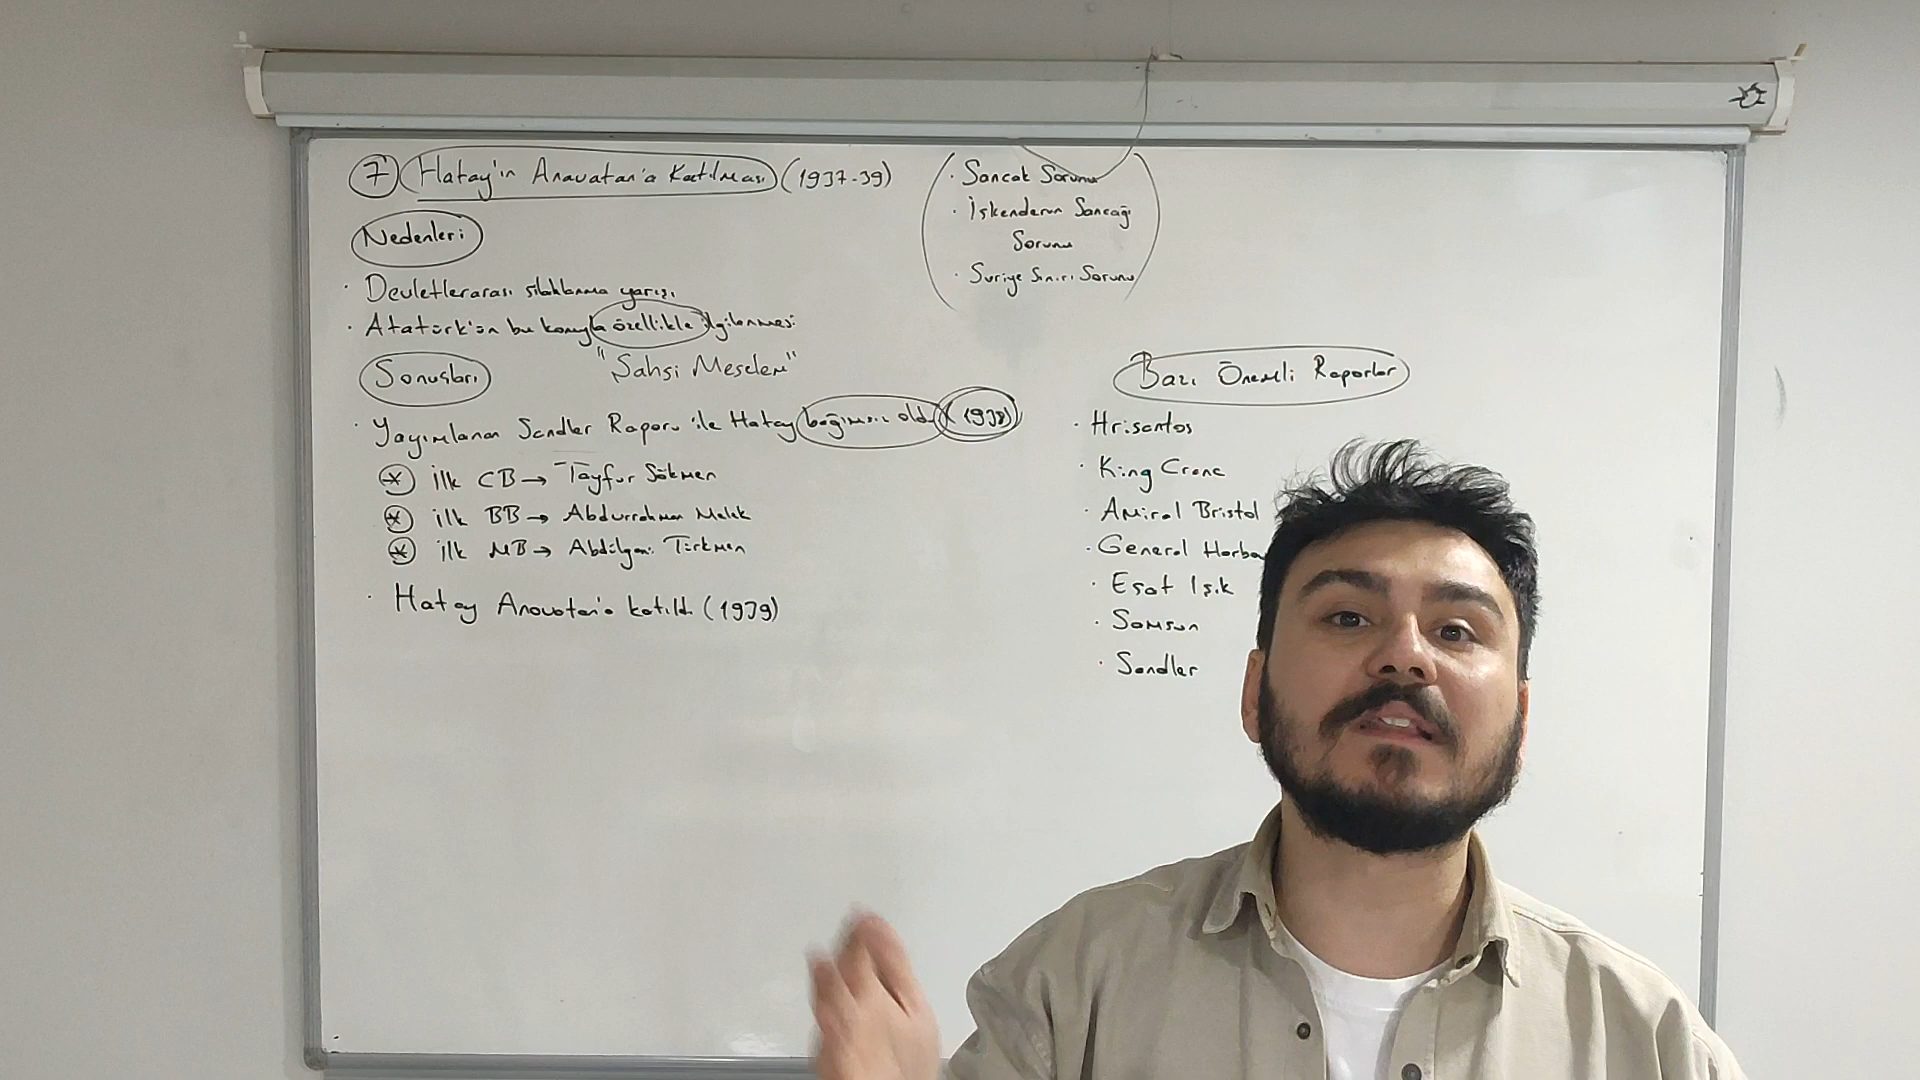 7 Hatay'ın Anavatan'a Katılması (1937-39)
Nedenleri
· Devletlerarası silahlanma yarışı
· Atatürk'ün bu konuyla özellikle ilgilenmesi
"Şahsi Meselem"
Sonuçları
· Yayımlanan Sandler Raporu ile Hatay bağımsız oldu (1938)
* ilk CB → Tayfur Sökmen
* ilk BB → Abdurrahman Melek
* ilk MB → Abdülgani Türkmen
· Hatay Anavatan'a katıldı (1939)
· Sancak Sorunu
· İskenderun Sancağı
Sorunu
· Suriye Sınırı Sorunu
Bazı Önemli Raporlar
· Hrisantos
· King Crane
· Amiral Bristol
· General Harbo
· Esat Işık
· Samsun
· Sandler